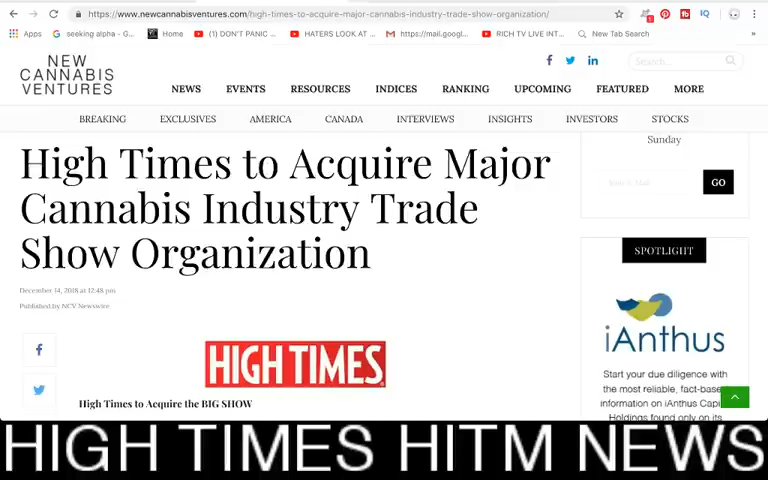 https://www.newcannabisventures.com/high-times-to-acquire-major-cannabis-industry-trade-show-organization/
Apps seeking alpha - G... Home (1) DON'T PANIC ... HATERS LOOK AT ... https://mail.googl... RICH TV LIVE INT... New Tab Search »
NEW
CANNABIS
VENTURES
Search...
NEWS EVENTS RESOURCES INDICES RANKING UPCOMING FEATURED MORE
BREAKING EXCLUSIVES AMERICA CANADA INTERVIEWS INSIGHTS INVESTORS STOCKS
High Times to Acquire Major
Cannabis Industry Trade
Show Organization
December 14, 2018 at 12:48 pm
Published by NCV Newswire
HIGH TIMES
High Times to Acquire the BIG SHOW
Sunday
Your E-Mail
GO
SPOTLIGHT
iAnthus
Start your due diligence with
the most reliable, fact-based
information on iAnthus Capital
Holdings found only on its
HIGH TIMES HITM NEWS